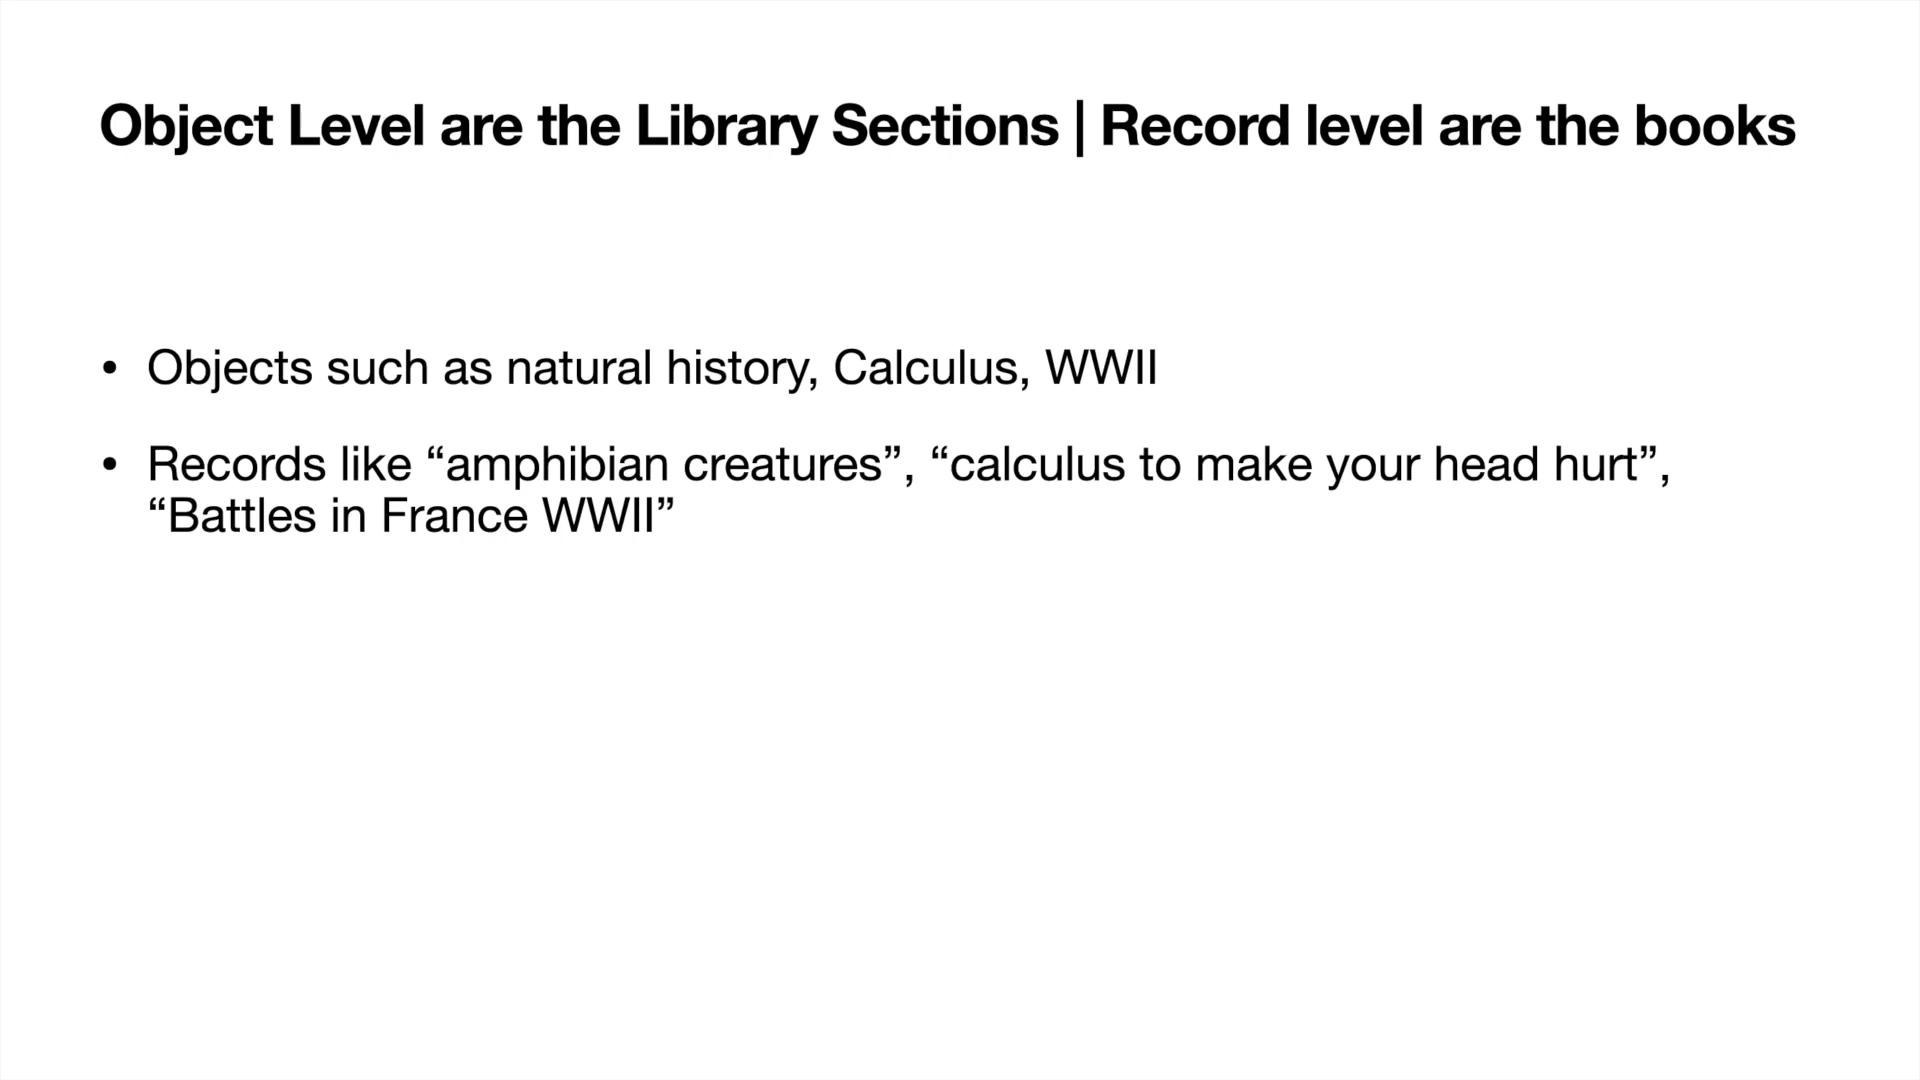 Object Level are the Library Sections | Record level are the books
• Objects such as natural history, Calculus, WWII
• Records like “amphibian creatures”, “calculus to make your head hurt”,
“Battles in France WWII”